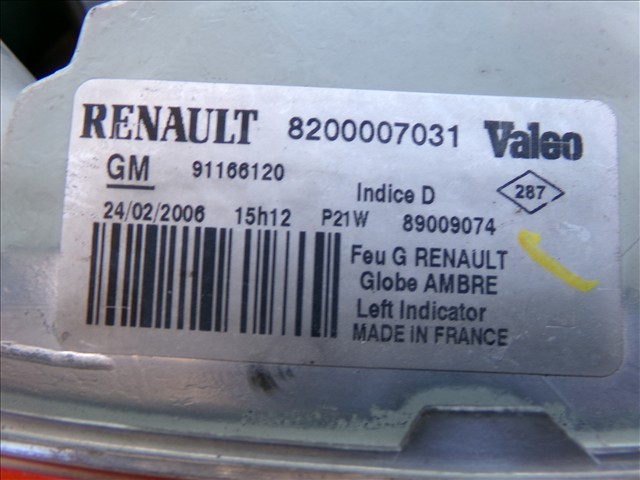 RENAULT 8200007031 Valeo
GM 91166120
Indice D 287
24/02/2006 15h12 P21W 89009074
Feu G RENAULT
Globe AMBRE
Left Indicator
MADE IN FRANCE